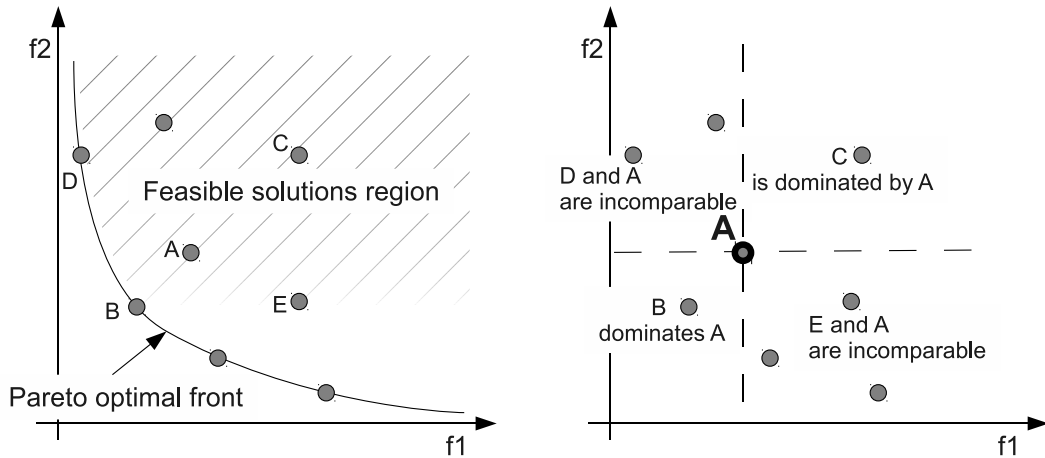 f2
D
C
Feasible solutions region
A
B
E
Pareto optimal front
f1
f2
D and A
are incomparable
C
is dominated by A
A
B
dominates A
E and A
are incomparable
f1